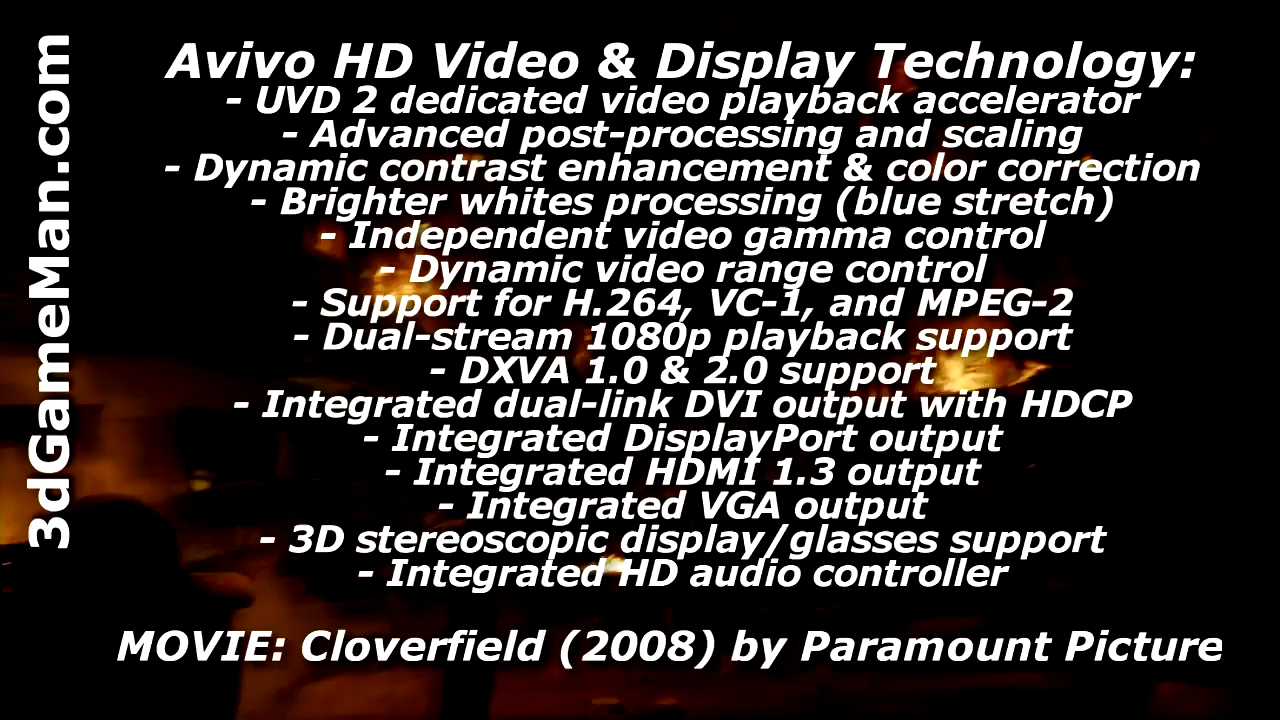 3dGameMan.com
Avivo HD Video & Display Technology:
- UVD 2 dedicated video playback accelerator
- Advanced post-processing and scaling
- Dynamic contrast enhancement & color correction
- Brighter whites processing (blue stretch)
- Independent video gamma control
- Dynamic video range control
- Support for H.264, VC-1, and MPEG-2
- Dual-stream 1080p playback support
- DXVA 1.0 & 2.0 support
- Integrated dual-link DVI output with HDCP
- Integrated DisplayPort output
- Integrated HDMI 1.3 output
- Integrated VGA output
- 3D stereoscopic display/glasses support
- Integrated HD audio controller
MOVIE: Cloverfield (2008) by Paramount Picture